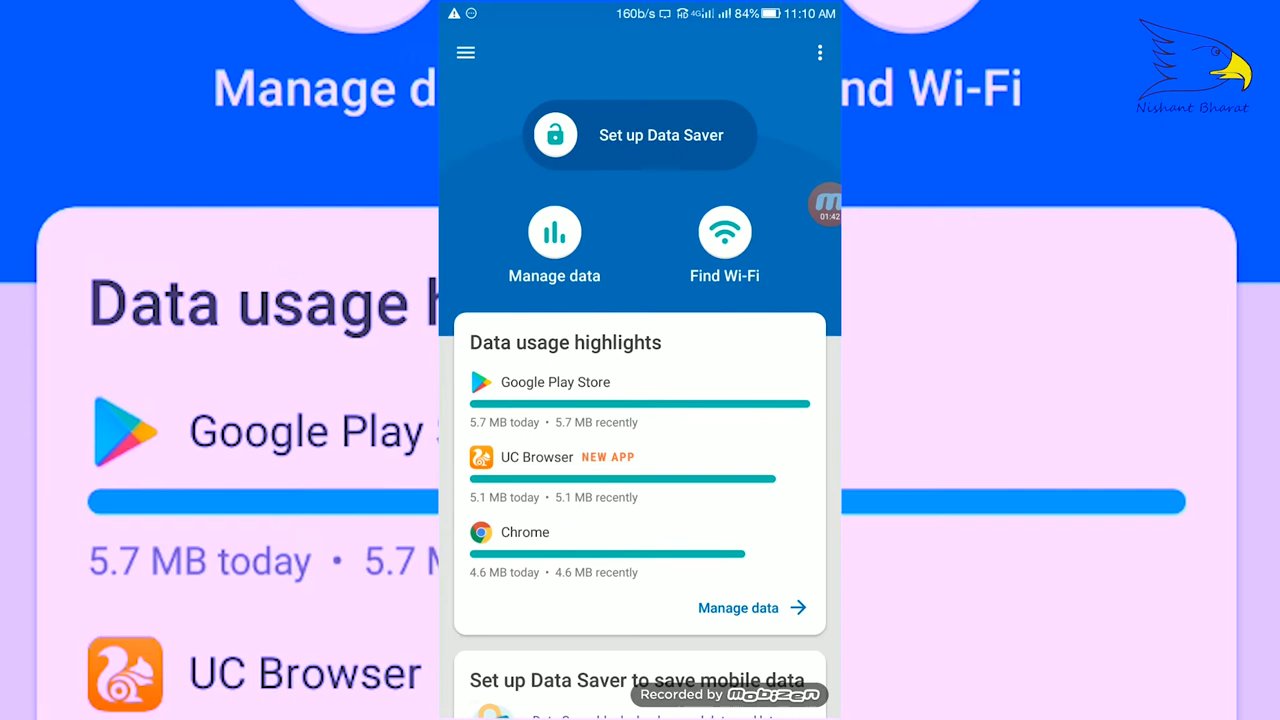 160b/s HD 4G 84% 11:10 AM
Manage d
nd Wi-Fi
Nishant Bharat
Set up Data Saver
01:42
Manage data
Find Wi-Fi
Data usage h
Data usage highlights
Google Play Store
5.7 MB today • 5.7 MB recently
UC Browser NEW APP
5.1 MB today • 5.1 MB recently
Chrome
4.6 MB today • 4.6 MB recently
Manage data
Google Play
5.7 MB today • 5.7
UC Browser
Set up Data Saver to save mobile data
Recorded by mobizen